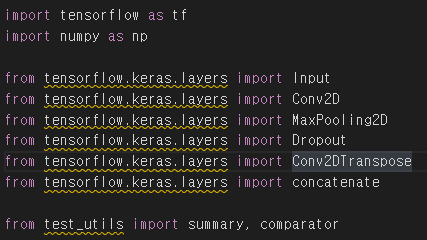 import tensorflow as tf
import numpy as np
from tensorflow.keras.layers import Input
from tensorflow.keras.layers import Conv2D
from tensorflow.keras.layers import MaxPooling2D
from tensorflow.keras.layers import Dropout
from tensorflow.keras.layers import Conv2DTranspose
from tensorflow.keras.layers import concatenate
from test_utils import summary, comparator